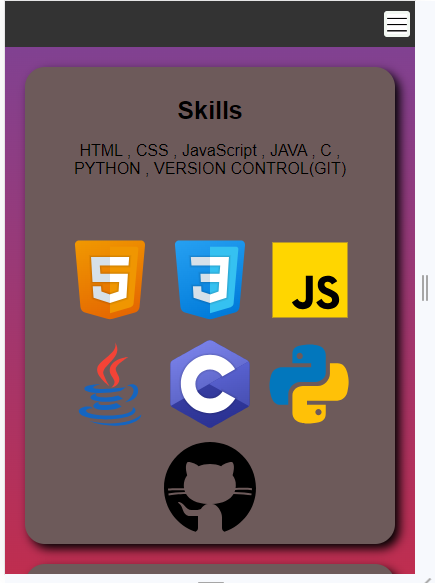 Skills
HTML , CSS , JavaScript , JAVA , C ,
PYTHON , VERSION CONTROL(GIT)
5 3 JS
C